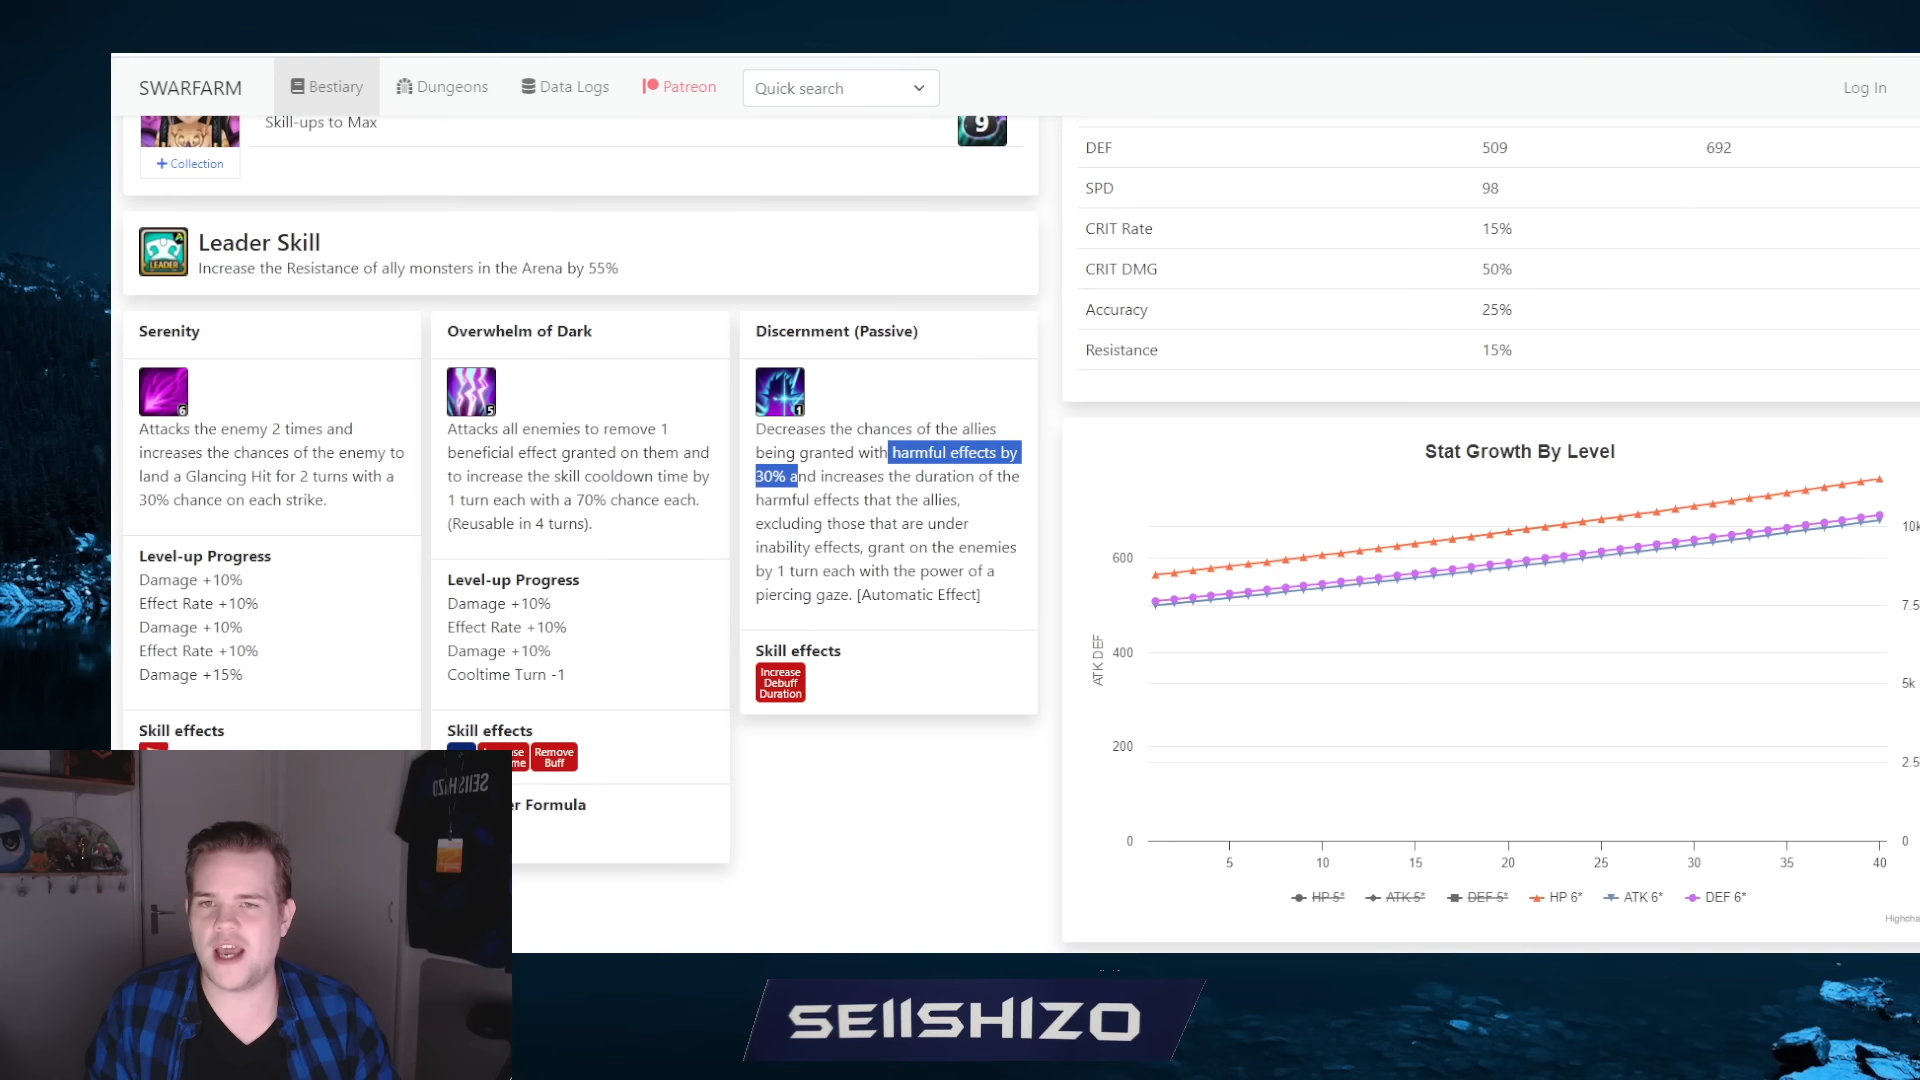 SWARFARM
Bestiary
Dungeons
Data Logs
Patreon
Quick search
Log In
Skill-ups to Max
9
Collection
Leader Skill
Increase the Resistance of ally monsters in the Arena by 55%
A
LEADER
Serenity
6
Attacks the enemy 2 times and
increases the chances of the enemy to
land a Glancing Hit for 2 turns with a
30% chance on each strike.
Level-up Progress
Damage +10%
Effect Rate +10%
Damage +10%
Effect Rate +10%
Damage +15%
Skill effects
Overwhelm of Dark
5
Attacks all enemies to remove 1
beneficial effect granted on them and
to increase the skill cooldown time by
1 turn each with a 70% chance each.
(Reusable in 4 turns).
Level-up Progress
Damage +10%
Effect Rate +10%
Damage +10%
Cooltime Turn -1
Skill effects
Remove
Buff
r Formula
Discernment (Passive)
1
Decreases the chances of the allies
being granted with harmful effects by
30% and increases the duration of the
harmful effects that the allies,
excluding those that are under
inability effects, grant on the enemies
by 1 turn each with the power of a
piercing gaze. [Automatic Effect]
Skill effects
Increase
Debuff
Duration
DEF 509 692
SPD 98
CRIT Rate 15%
CRIT DMG 50%
Accuracy 25%
Resistance 15%
Stat Growth By Level
ATK DEF
600
400
200
0
10k
7.5
5k
2.5
0
5 10 15 20 25 30 35 40
HP 5* ATK 5* DEF 5* HP 6* ATK 6* DEF 6*
Highcha
SEIISHIZO
SEIISHIZO